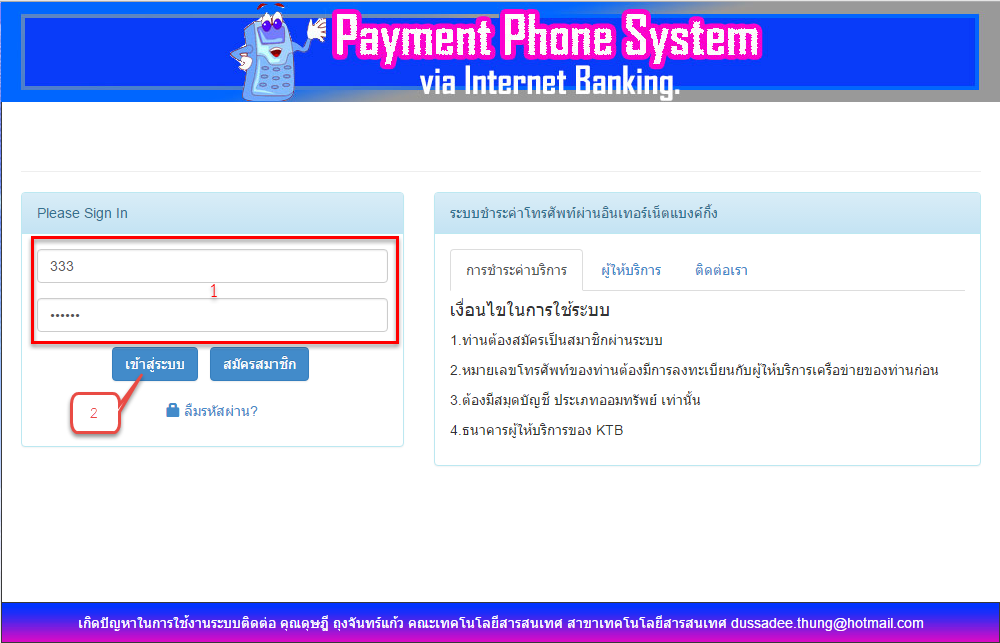 Payment Phone System
via Internet Banking.
Please Sign In
333
1
••••••
เข้าสู่ระบบ
สมัครสมาชิก
2
ลืมรหัสผ่าน?
ระบบชำระค่าโทรศัพท์ผ่านอินเทอร์เน็ตแบงค์กิ้ง
การชำระค่าบริการ
ผู้ให้บริการ
ติดต่อเรา
เงื่อนไขในการใช้ระบบ
1.ท่านต้องสมัครเป็นสมาชิกผ่านระบบ
2.หมายเลขโทรศัพท์ของท่านต้องมีการลงทะเบียนกับผู้ให้บริการเครือข่ายของท่านก่อน
3.ต้องมีสมุดบัญชี ประเภทออมทรัพย์ เท่านั้น
4.ธนาคารผู้ให้บริการของ KTB
เกิดปัญหาในการใช้งานระบบติดต่อ คุณดุษฎี ถุงจันทร์แก้ว คณะเทคโนโลยีสารสนเทศ สาขาเทคโนโลยีสารสนเทศ dussadee.thung@hotmail.com